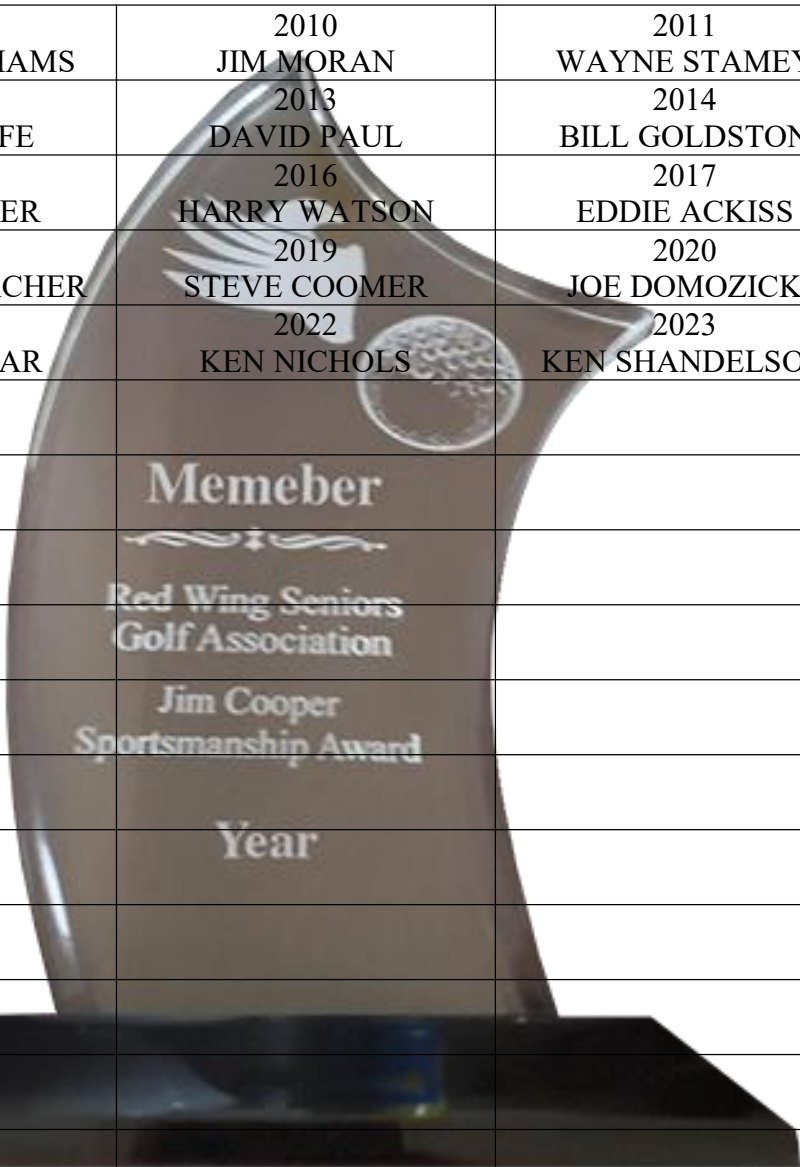 2010 2011
IAMS JIM MORAN WAYNE STAMEY
2013 2014
FE DAVID PAUL BILL GOLDSTON
2016 2017
ER HARRY WATSON EDDIE ACKISS
2019 2020
CHER STEVE COOMER JOE DOMOZICK
2022 2023
AR KEN NICHOLS KEN SHANDELSO
Memeber
Red Wing Seniors
Golf Association
Jim Cooper
Sportsmanship Award
Year